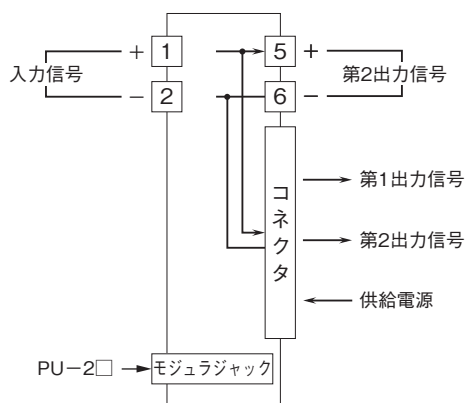 + 1
入力信号
− 2
5 +
第2出力信号
6 −
コネクタ
第1出力信号
第2出力信号
供給電源
PU−2□
モジュラジャック